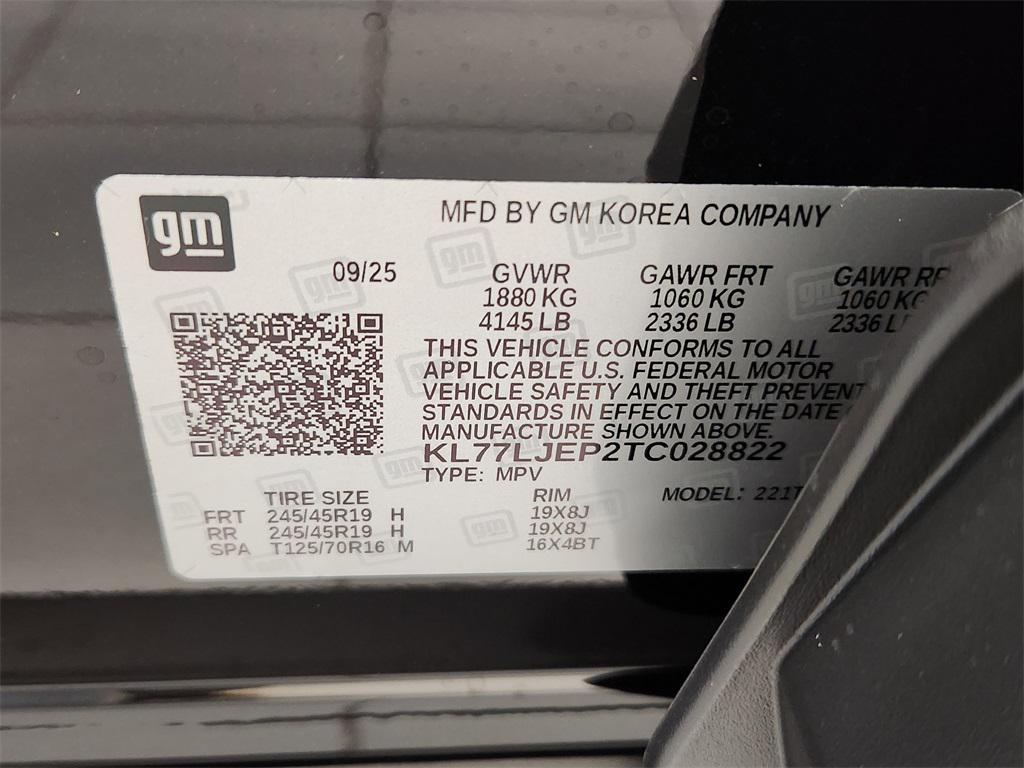 gm
MFD BY GM KOREA COMPANY
09/25 GVWR GAWR FRT GAWR
1880 KG 1060 KG 1060
4145 LB 2336 LB 2336
THIS VEHICLE CONFORMS TO ALL
APPLICABLE U.S. FEDERAL MOTOR
VEHICLE SAFETY AND THEFT PREVENT
STANDARDS IN EFFECT ON THE DATE
MANUFACTURE SHOWN ABOVE.
KL77LJEP2TC028822
TYPE: MPV
TIRE SIZE RIM MODEL: 221T
FRT 245/45R19 H 19X8J
RR 245/45R19 H 19X8J
SPA T125/70R16 M 16X4BT